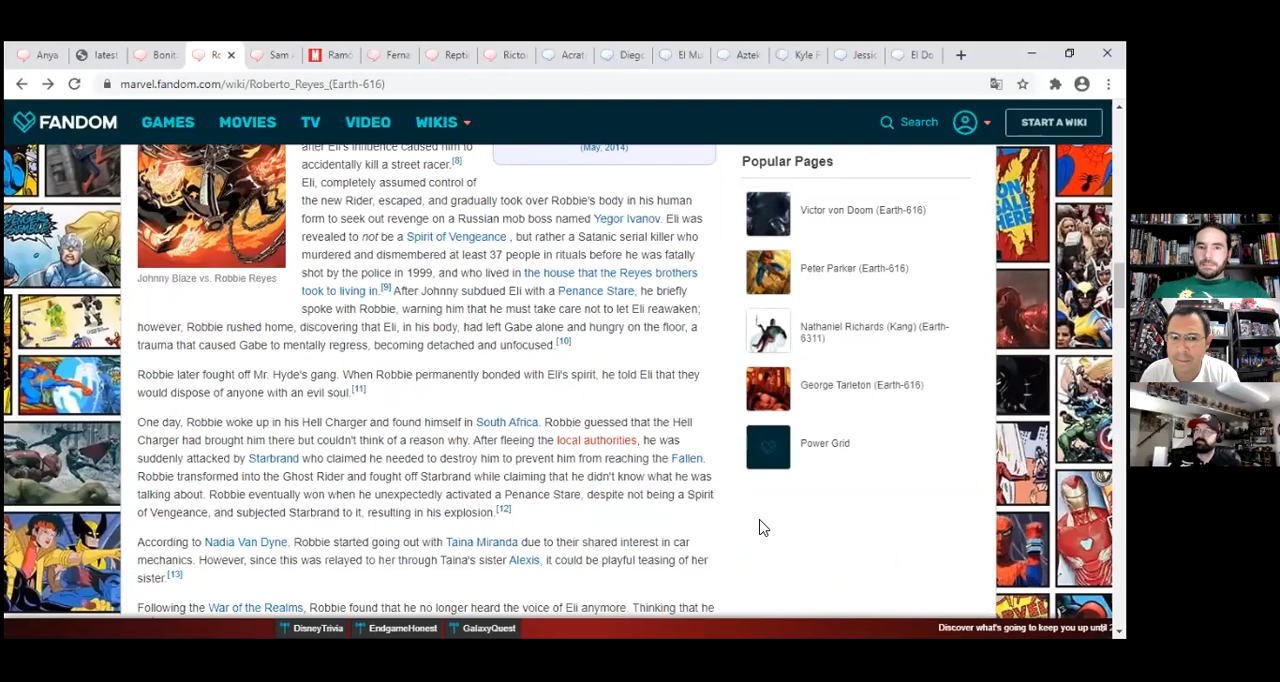 Anya
latest
Bonit
Ro
Sam
Ramó
Ferna
Repti
Ricto
Acrat
Diego
El Mu
Aztek
Kyle
Jessic
El Do
marvel.fandom.com/wiki/Roberto_Reyes_(Earth-616)
FANDOM
GAMES
MOVIES
TV
VIDEO
WIKIS
Search
START A WIKI
after Eli's influence caused him to
accidentally kill a street racer.[8]
(May, 2014)
Eli, completely assumed control of
the new Rider, escaped, and gradually took over Robbie's body in his human
form to seek out revenge on a Russian mob boss named Yegor Ivanov. Eli was
revealed to not be a Spirit of Vengeance , but rather a Satanic serial killer who
murdered and dismembered at least 37 people in rituals before he was fatally
shot by the police in 1999, and who lived in the house that the Reyes brothers
took to living in.[9] After Johnny subdued Eli with a Penance Stare, he briefly
spoke with Robbie, warning him that he must take care not to let Eli reawaken;
however, Robbie rushed home, discovering that Eli, in his body, had left Gabe alone and hungry on the floor, a
trauma that caused Gabe to mentally regress, becoming detached and unfocused.[10]
Johnny Blaze vs. Robbie Reyes
Robbie later fought off Mr. Hyde's gang. When Robbie permanently bonded with Eli's spirit, he told Eli that they
would dispose of anyone with an evil soul.[11]
One day, Robbie woke up in his Hell Charger and found himself in South Africa. Robbie guessed that the Hell
Charger had brought him there but couldn't think of a reason why. After fleeing the local authorities, he was
suddenly attacked by Starbrand who claimed he needed to destroy him to prevent him from reaching the Fallen.
Robbie transformed into the Ghost Rider and fought off Starbrand while claiming that he didn't know what he was
talking about. Robbie eventually won when he unexpectedly activated a Penance Stare, despite not being a Spirit
of Vengeance, and subjected Starbrand to it, resulting in his explosion.[12]
According to Nadia Van Dyne, Robbie started going out with Taina Miranda due to their shared interest in car
mechanics. However, since this was relayed to her through Taina's sister Alexis, it could be playful teasing of her
sister.[13]
Following the War of the Realms, Robbie found that he no longer heard the voice of Eli anymore. Thinking that he
Popular Pages
Victor von Doom (Earth-616)
Peter Parker (Earth-616)
Nathaniel Richards (Kang) (Earth-
6311)
George Tarleton (Earth-616)
Power Grid
DisneyTrivia
EndgameHonest
GalaxyQuest
Discover what's going to keep you up until 2